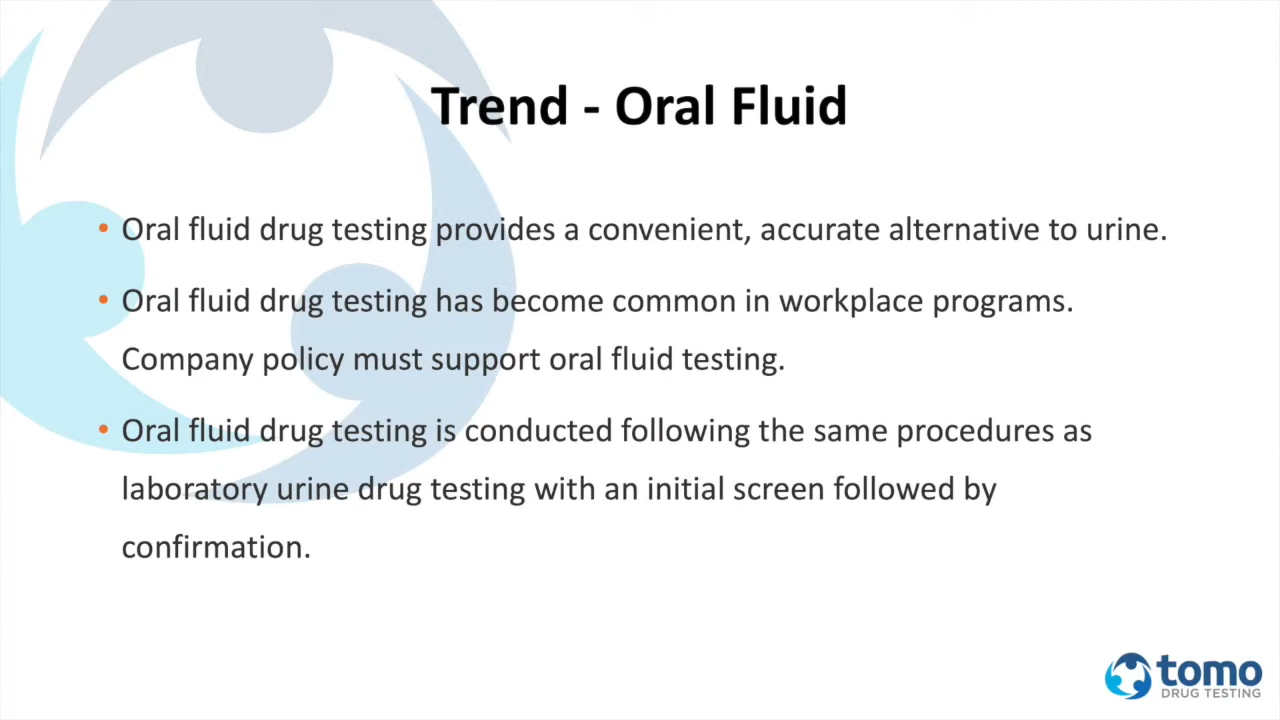 Trend - Oral Fluid
• Oral fluid drug testing provides a convenient, accurate alternative to urine.
• Oral fluid drug testing has become common in workplace programs.
Company policy must support oral fluid testing.
• Oral fluid drug testing is conducted following the same procedures as
laboratory urine drug testing with an initial screen followed by
confirmation.
tomo
DRUG TESTING